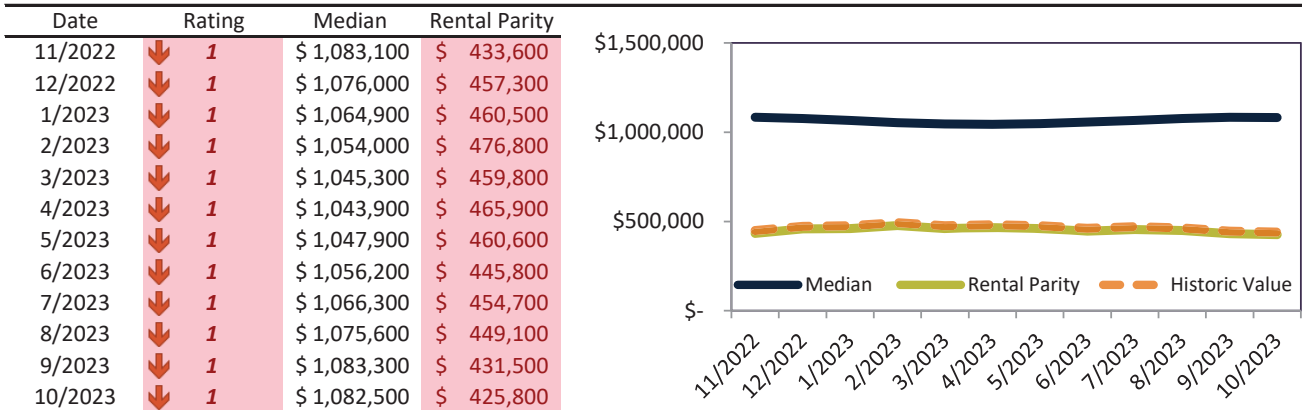 Date Rating Median Rental Parity
11/2022 1 $ 1,083,100 $ 433,600
12/2022 1 $ 1,076,000 $ 457,300
1/2023 1 $ 1,064,900 $ 460,500
2/2023 1 $ 1,054,000 $ 476,800
3/2023 1 $ 1,045,300 $ 459,800
4/2023 1 $ 1,043,900 $ 465,900
5/2023 1 $ 1,047,900 $ 460,600
6/2023 1 $ 1,056,200 $ 445,800
7/2023 1 $ 1,066,300 $ 454,700
8/2023 1 $ 1,075,600 $ 449,100
9/2023 1 $ 1,083,300 $ 431,500
10/2023 1 $ 1,082,500 $ 425,800
$1,500,000
$1,000,000
$500,000
$-
Median Rental Parity Historic Value
11/2022
12/2022
1/2023
2/2023
3/2023
4/2023
5/2023
6/2023
7/2023
8/2023
9/2023
10/2023